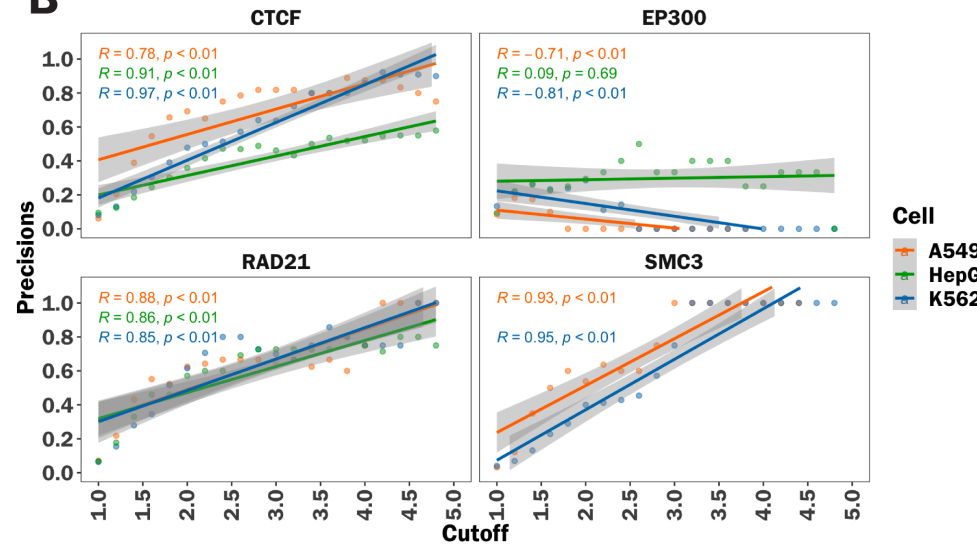 B
CTCF
EP300
R = 0.78, p < 0.01
R = 0.91, p < 0.01
R = 0.97, p < 0.01
R = −0.71, p < 0.01
R = 0.09, p = 0.69
R = −0.81, p < 0.01
1.0
0.8
0.6
0.4
0.2
0.0
RAD21
SMC3
R = 0.88, p < 0.01
R = 0.86, p < 0.01
R = 0.85, p < 0.01
R = 0.93, p < 0.01
R = 0.95, p < 0.01
1.0
0.8
0.6
0.4
0.2
0.0
Precisions
1.0 1.5 2.0 2.5 3.0 3.5 4.0 4.5 5.0
1.0 1.5 2.0 2.5 3.0 3.5 4.0 4.5 5.0
Cutoff
Cell
A549
HepG
K562